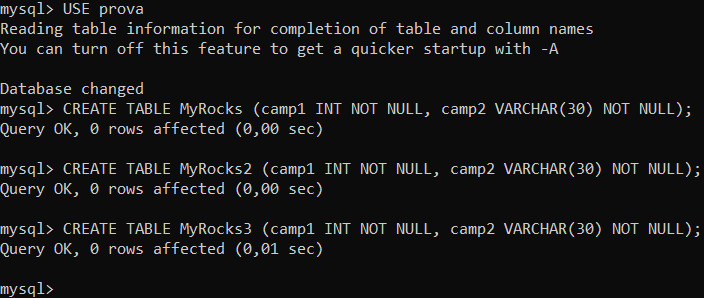 mysql> USE prova
Reading table information for completion of table and column names
You can turn off this feature to get a quicker startup with -A
Database changed
mysql> CREATE TABLE MyRocks (camp1 INT NOT NULL, camp2 VARCHAR(30) NOT NULL);
Query OK, 0 rows affected (0,00 sec)
mysql> CREATE TABLE MyRocks2 (camp1 INT NOT NULL, camp2 VARCHAR(30) NOT NULL);
Query OK, 0 rows affected (0,00 sec)
mysql> CREATE TABLE MyRocks3 (camp1 INT NOT NULL, camp2 VARCHAR(30) NOT NULL);
Query OK, 0 rows affected (0,01 sec)
mysql>